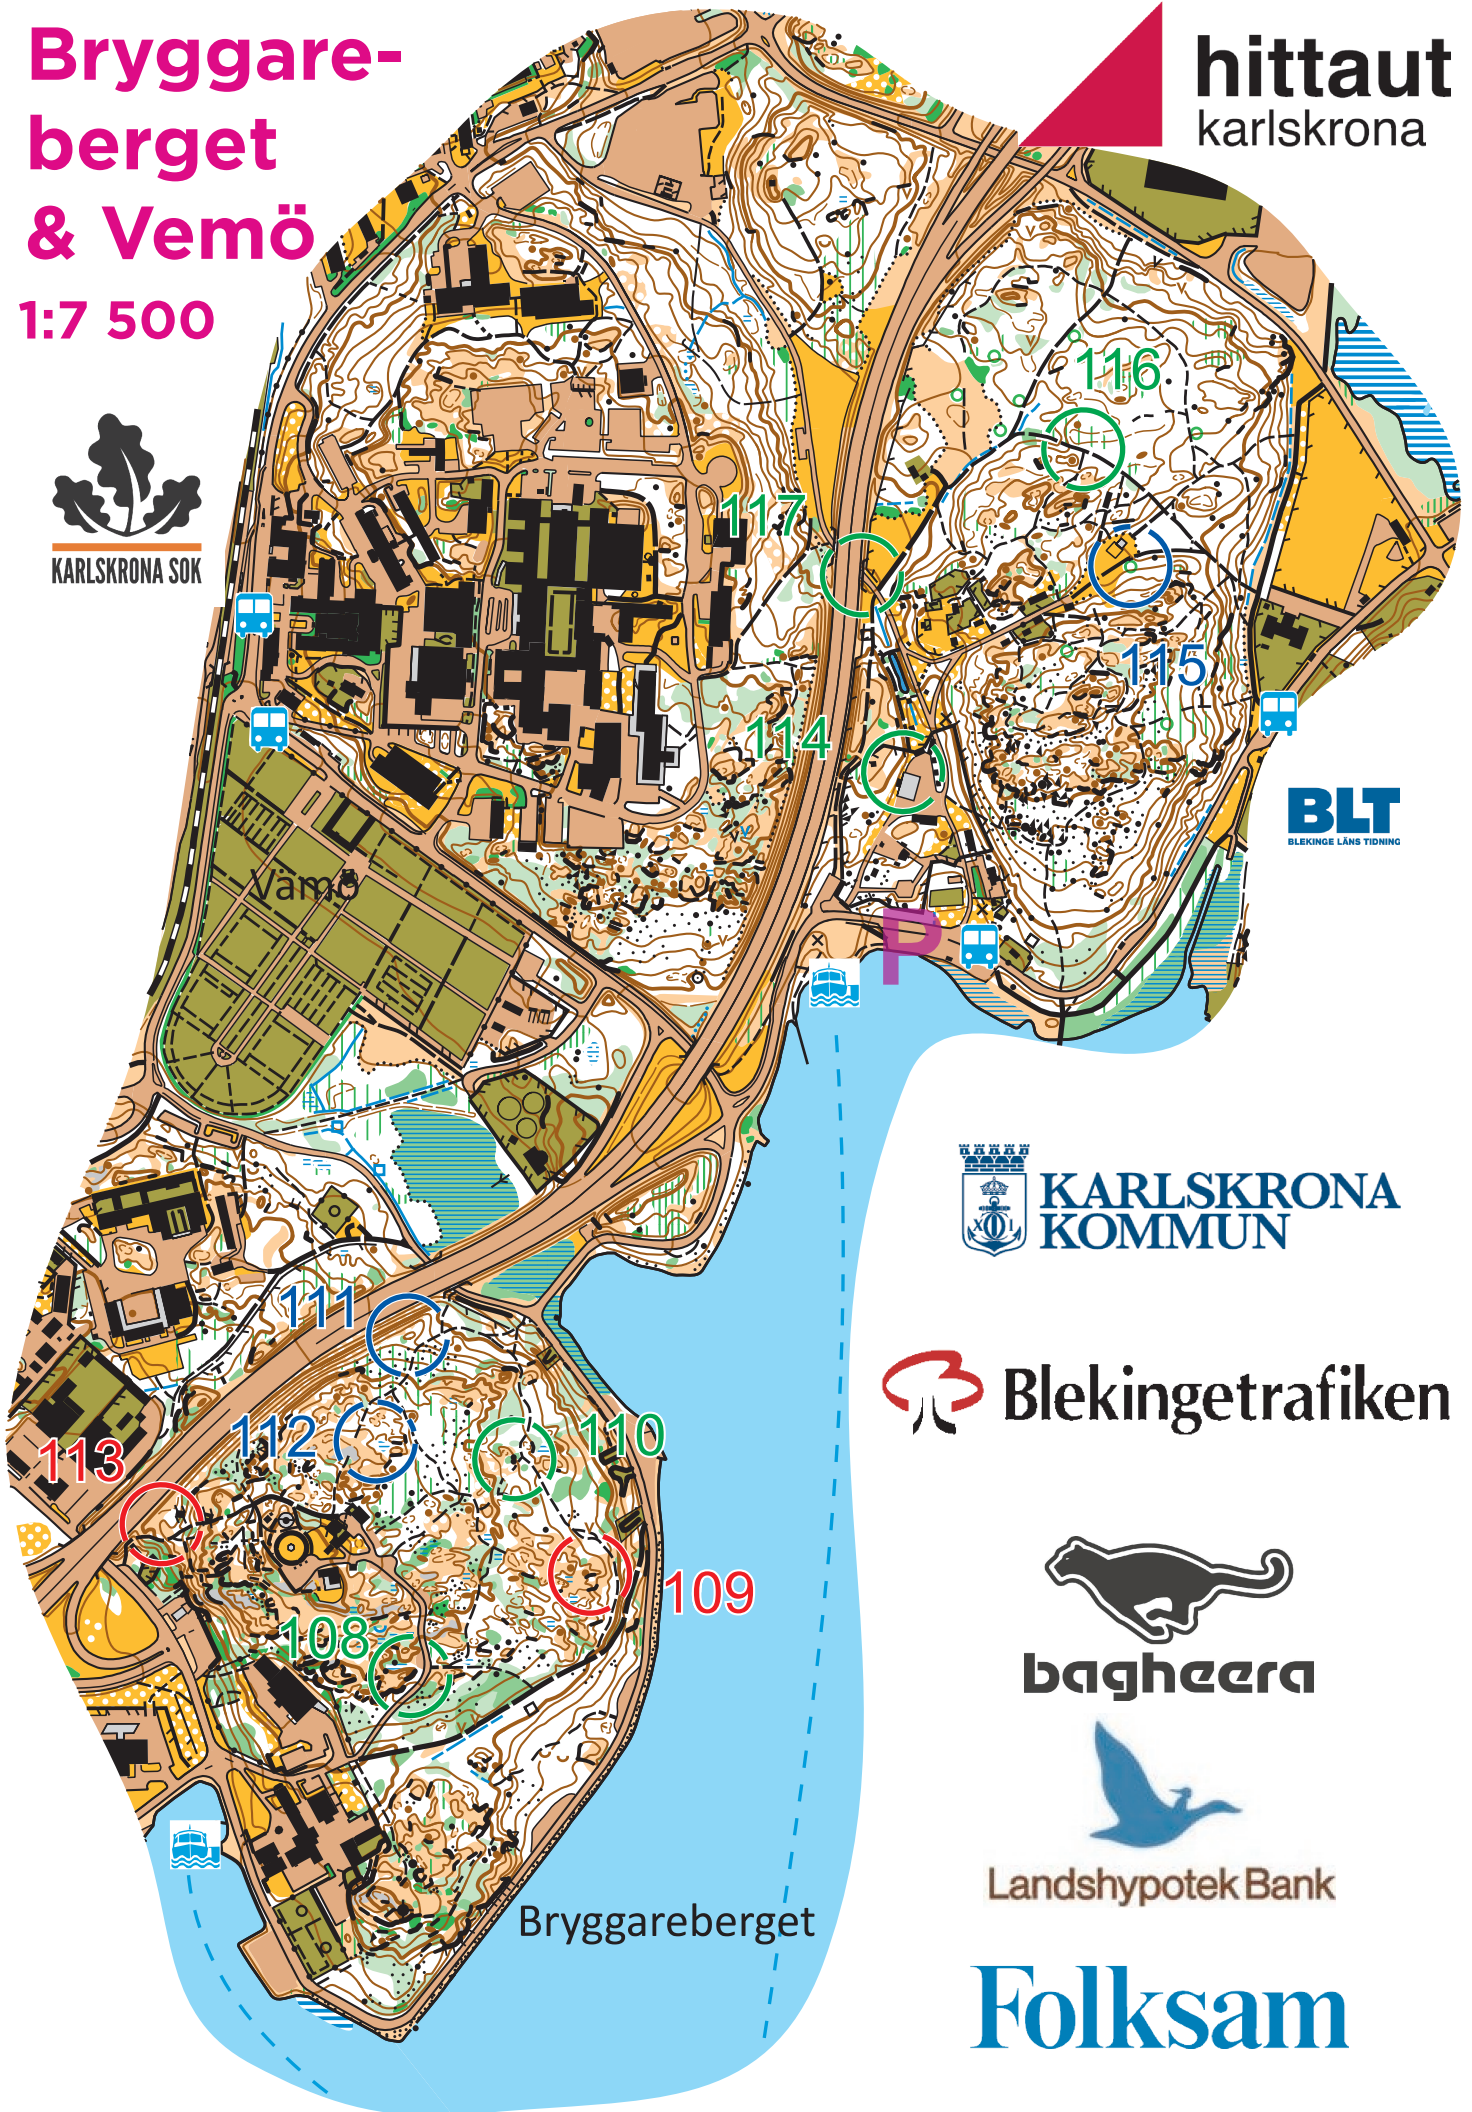 Bryggare-
berget
& Vemö
1:7 500
hittaut
karlskrona
KARLSKRONA SOK
116
117
115
114
BLT
BLEKINGE LÄNS TIDNING
Vämö
P
KARLSKRONA
KOMMUN
111
Blekingetrafiken
112
110
113
109
108
bagheera
Landshypotek Bank
Bryggareberget
Folksam